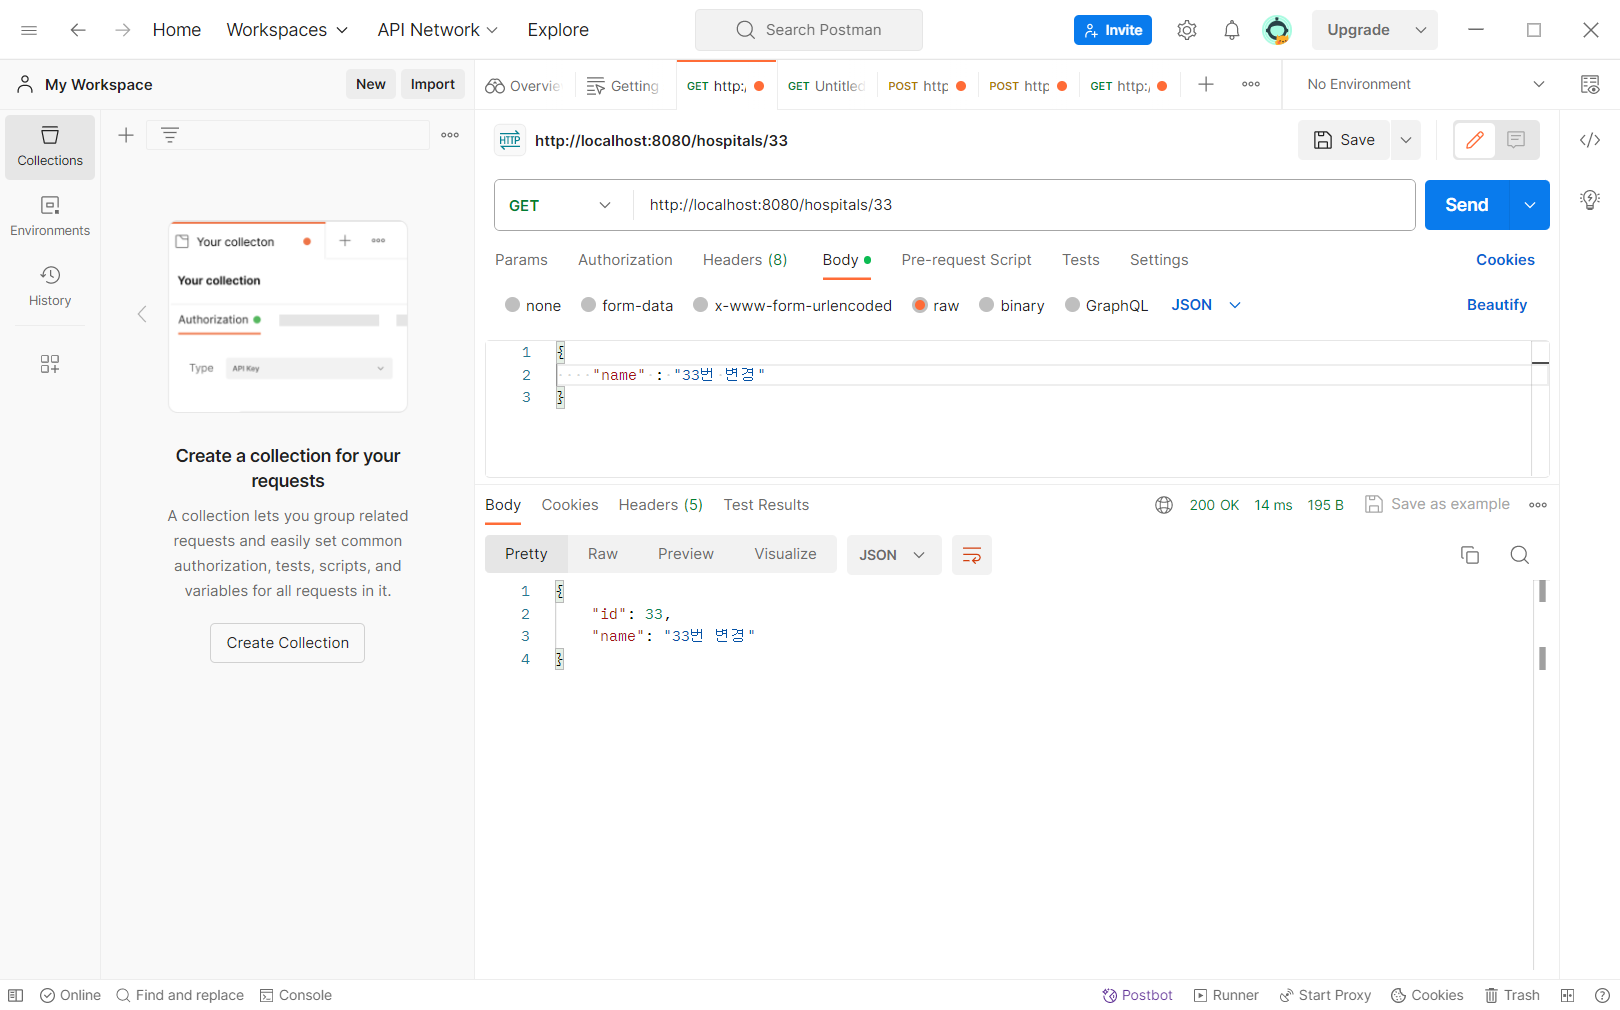 Home Workspaces API Network Explore Search Postman Invite Upgrade
My Workspace New Import Overvie Getting GET http:/ GET Untitled POST http POST http GET http:/ No Environment
Collections
Environments
History
Your collecton
Your collection
Authorization
Type API Key
Create a collection for your
requests
A collection lets you group related
requests and easily set common
authorization, tests, scripts, and
variables for all requests in it.
Create Collection
HTTP http://localhost:8080/hospitals/33 Save
GET http://localhost:8080/hospitals/33 Send
Params Authorization Headers (8) Body Pre-request Script Tests Settings Cookies
none form-data x-www-form-urlencoded raw binary GraphQL JSON Beautify
1 {
2 "name" : "33번 변경"
3 }
Body Cookies Headers (5) Test Results 200 OK 14 ms 195 B Save as example
Pretty Raw Preview Visualize JSON
1 {
2 "id": 33,
3 "name": "33번 변경"
4 }
Online Find and replace Console Postbot Runner Start Proxy Cookies Trash